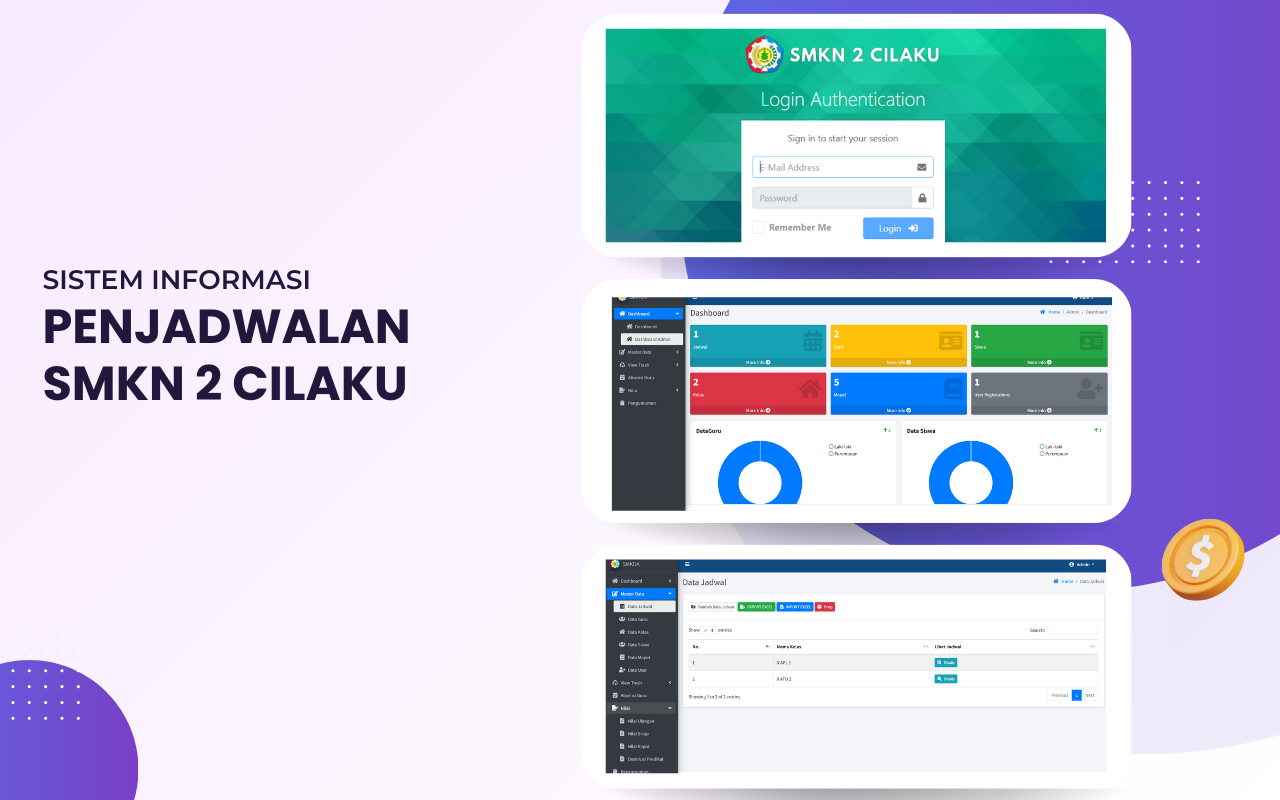 SISTEM INFORMASI
PENJADWALAN
SMKN 2 CILAKU
SMKN 2 CILAKU
Login Authentication
Sign in to start your session
E-Mail Address
Password
Remember Me
Login
Dashboard
Dashboard
Dashboard Admin
Master Data
View Trash
Absensi Guru
Nilai
Pengumuman
Dashboard
Home / Admin / Dashboard
1
Jadwal
More info
2
Guru
More info
1
Siswa
More info
2
Kelas
More info
5
Mapel
More info
1
User Registrations
More info
DataGuru
Laki-laki
Perempuan
Data Siswa
Laki-laki
Perempuan
SMKDA
Admin
Dashboard
Master Data
Data Jadwal
Data Guru
Data Kelas
Data Siswa
Data Mapel
Data User
View Trash
Absensi Guru
Nilai
Nilai Ulangan
Nilai Sikap
Nilai Rapot
Deskripsi Predikat
Pengumuman
Data Jadwal
Home / Data Jadwal
Tambah Data Jadwal EXPORT EXCEL IMPORT EXCEL Drop
Show entries
Search:
No. Nama Kelas Lihat Jadwal
1 X APL 1 Details
2 X ATU 2 Details
Showing 1 to 2 of 2 entries
Previous 1 Next